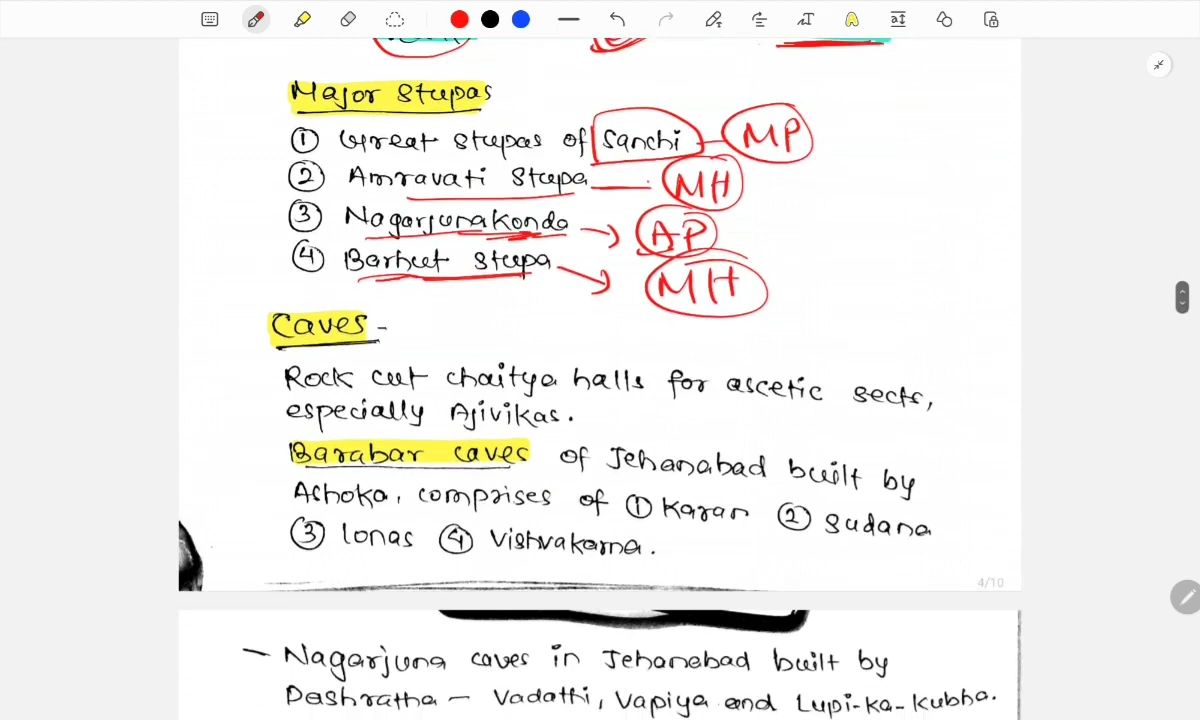 Major Stupas
① Great Stupas of Sanchi - MP
② Amravati Stupa — MH
③ Nagarjunakonda → AP
④ Barhut Stupa → MH
Caves -
Rock cut chaitya halls for ascetic sects,
especially Ajivikas.
Barabar caves of Jehanabad built by
Ashoka, comprises of ① Karan ② Sudama
③ lonas ④ Vishvakarma.
4/10
- Nagarjuna caves in Jehanabad built by
Dashratha - Vadathi, Vapiya and Lupi-ka-Kubha.